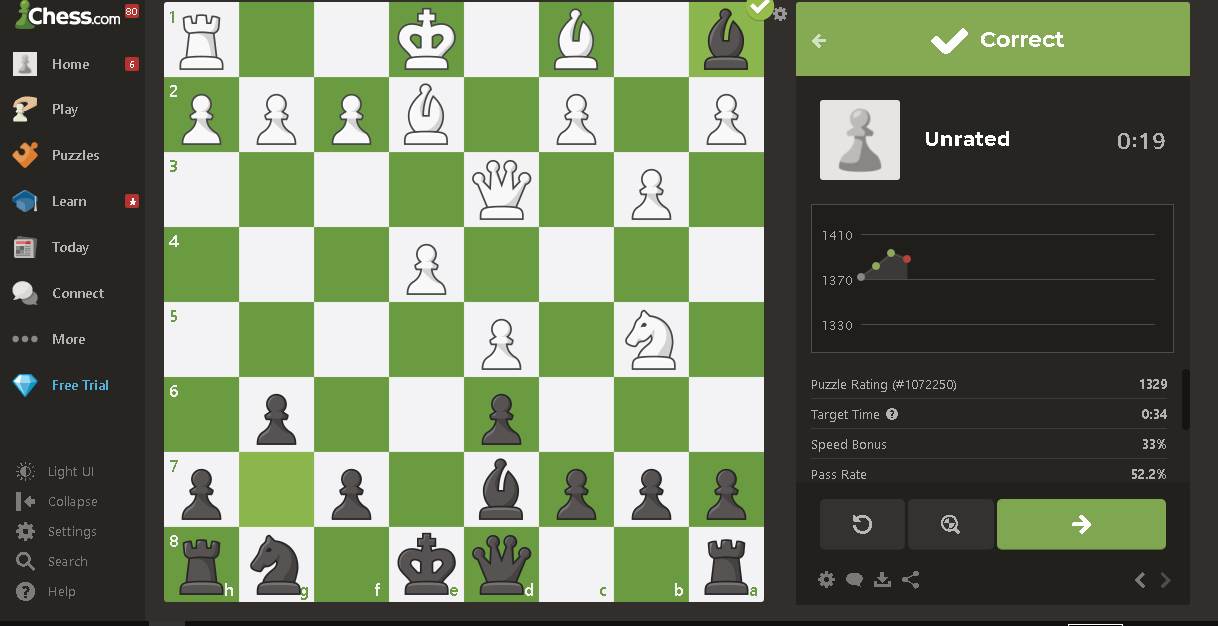 Chess.com 80
Home 6
Play
Puzzles
Learn
Today
Connect
More
Free Trial
Light UI
Collapse
Settings
Search
Help
1
2
3
4
5
6
7
8
h g f e d c b a
Correct
Unrated 0:19
1410
1370
1330
Puzzle Rating (#1072250) 1329
Target Time ? 0:34
Speed Bonus 33%
Pass Rate 52.2%